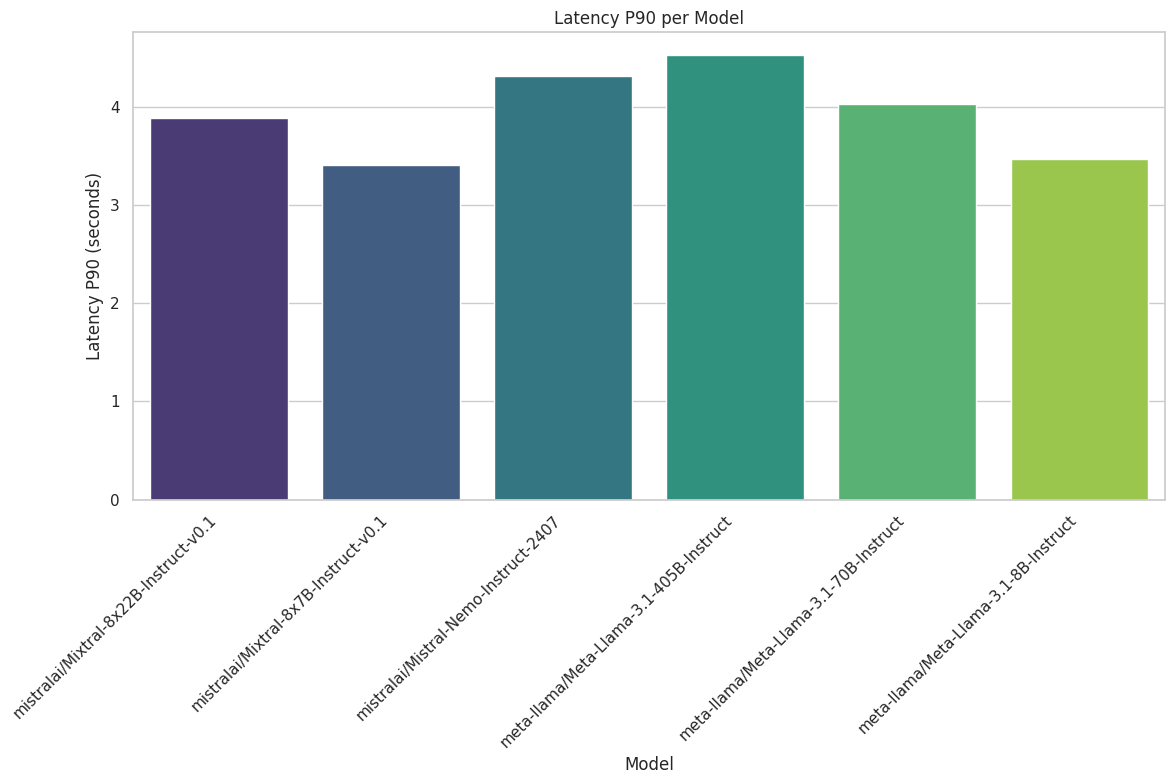 Latency P90 per Model
Latency P90 (seconds)
4
3
2
1
0
mistralai/Mixtral-8x22B-Instruct-v0.1
mistralai/Mixtral-8x7B-Instruct-v0.1
mistralai/Mistral-Nemo-Instruct-2407
meta-llama/Meta-Llama-3.1-405B-Instruct
meta-llama/Meta-Llama-3.1-70B-Instruct
meta-llama/Meta-Llama-3.1-8B-Instruct
Model